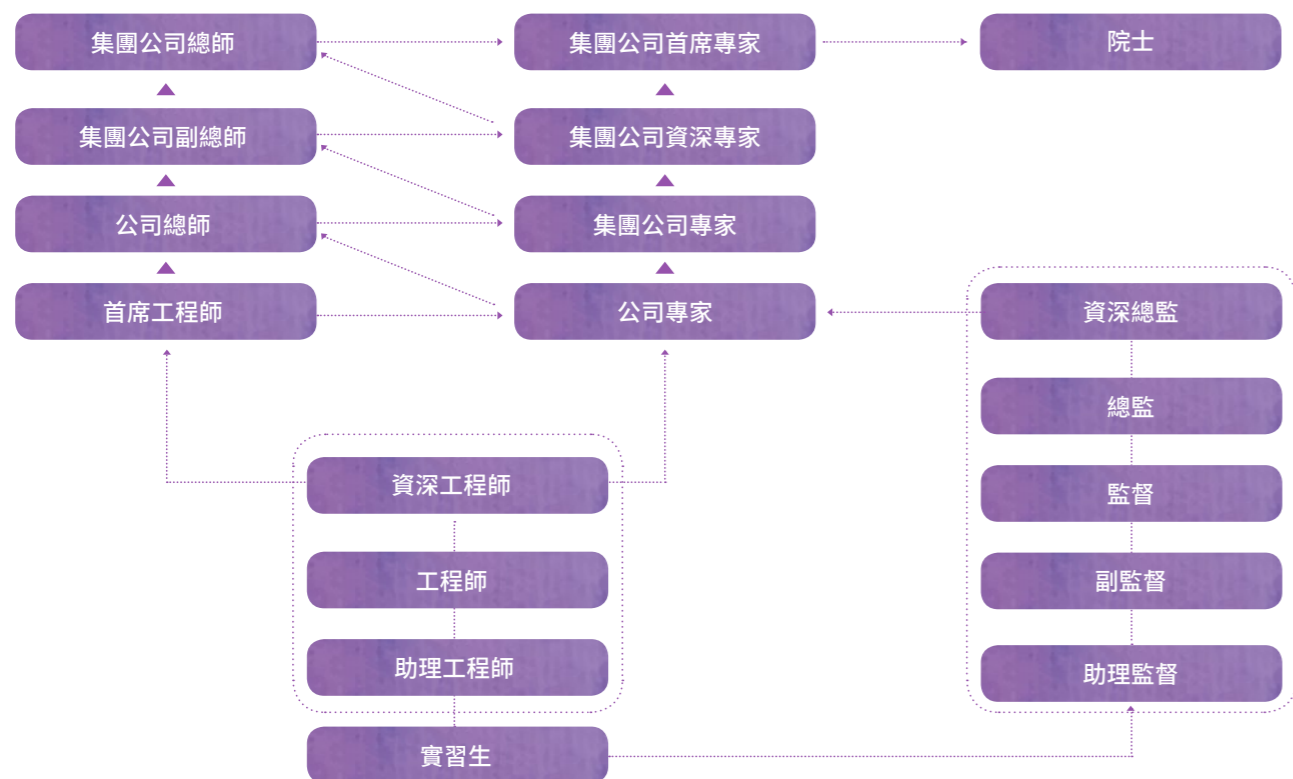 集團公司總師
集團公司首席專家
院士
集團公司副總師
集團公司資深專家
公司總師
集團公司專家
首席工程師
公司專家
資深總監
總監
資深工程師
監督
工程師
副監督
助理工程師
助理監督
實習生